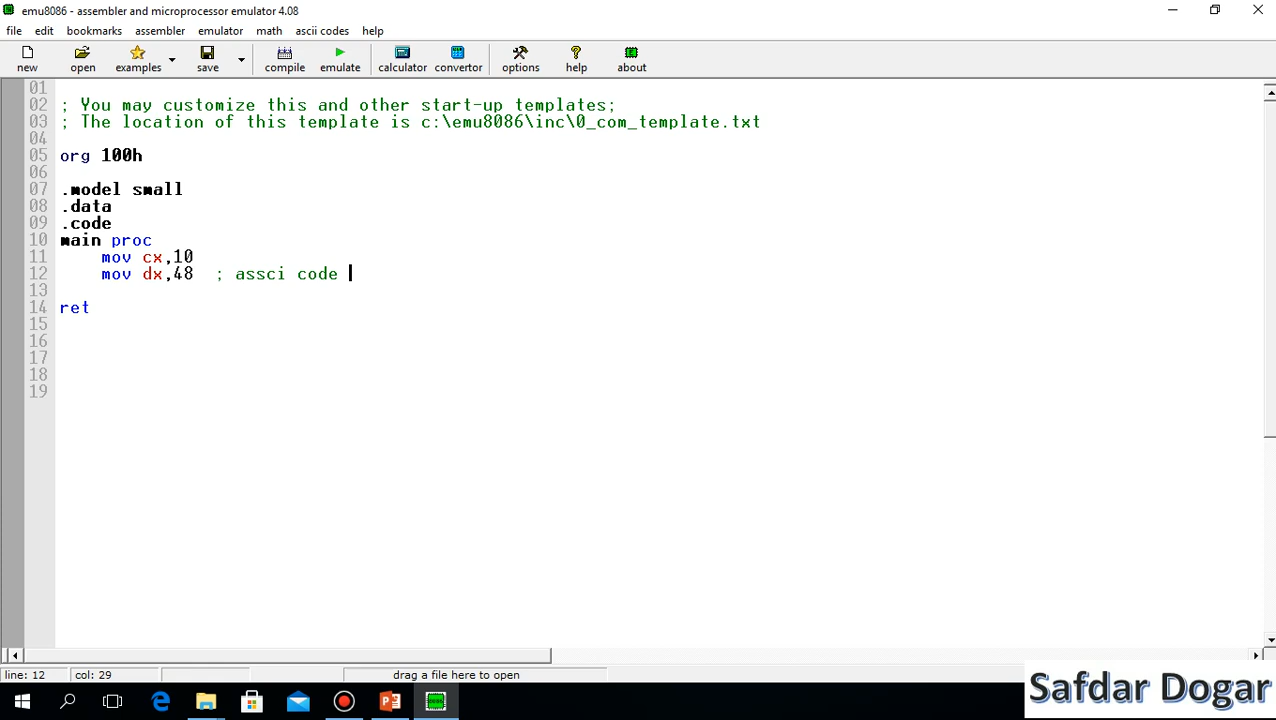 emu8086 - assembler and microprocessor emulator 4.08
file edit bookmarks assembler emulator math ascii codes help
new open examples save compile emulate calculator convertor options help about
01
02 ; You may customize this and other start-up templates;
03 ; The location of this template is c:\emu8086\inc\0_com_template.txt
04
05 org 100h
06
07 .model small
08 .data
09 .code
10 main proc
11 mov cx,10
12 mov dx,48 ; assci code
13
14 ret
15
16
17
18
19
line: 12 col: 29 drag a file here to open
Safdar Dogar